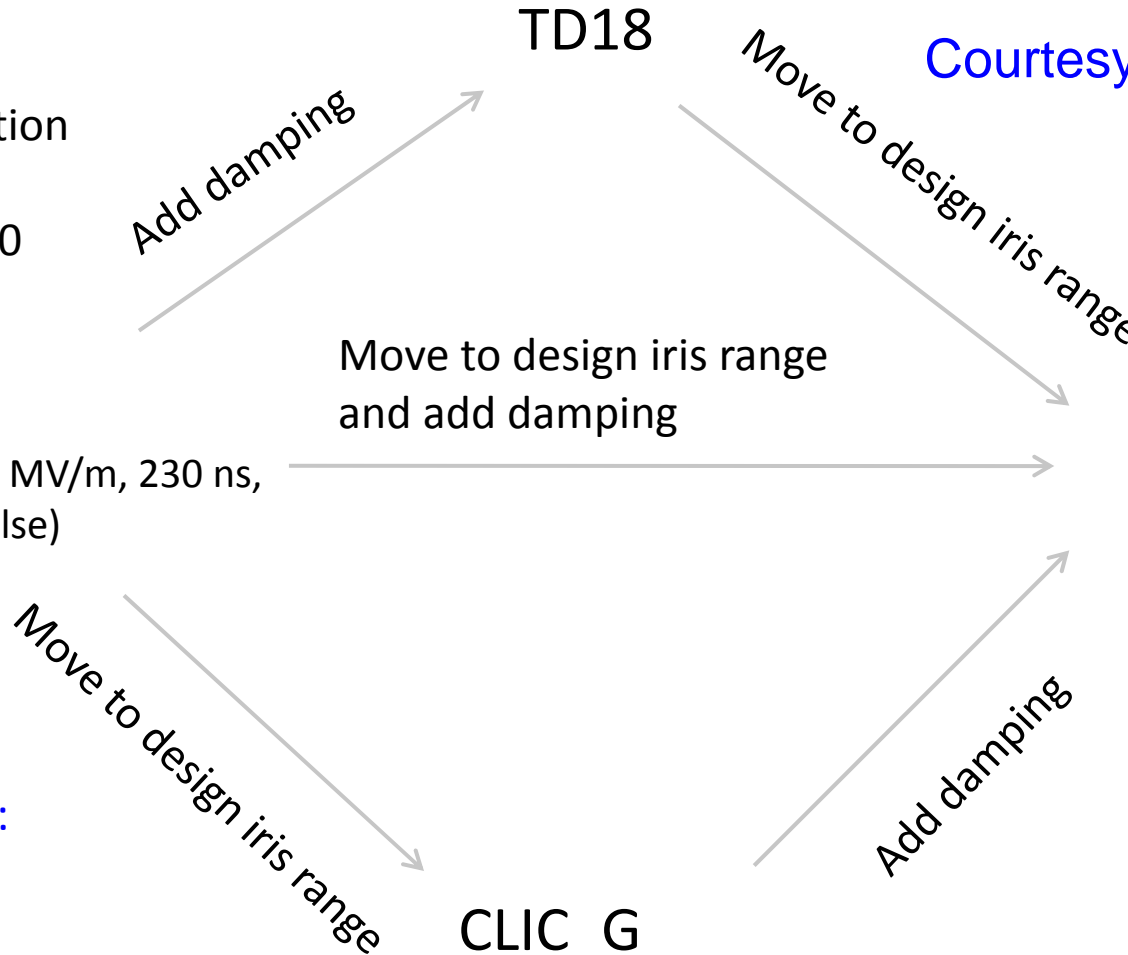 TD18
Courtesy
Move to design iris range
tion
Add damping
0
Move to design iris range
and add damping
MV/m, 230 ns,
lse)
Move to design iris range
Add damping
:
CLIC G